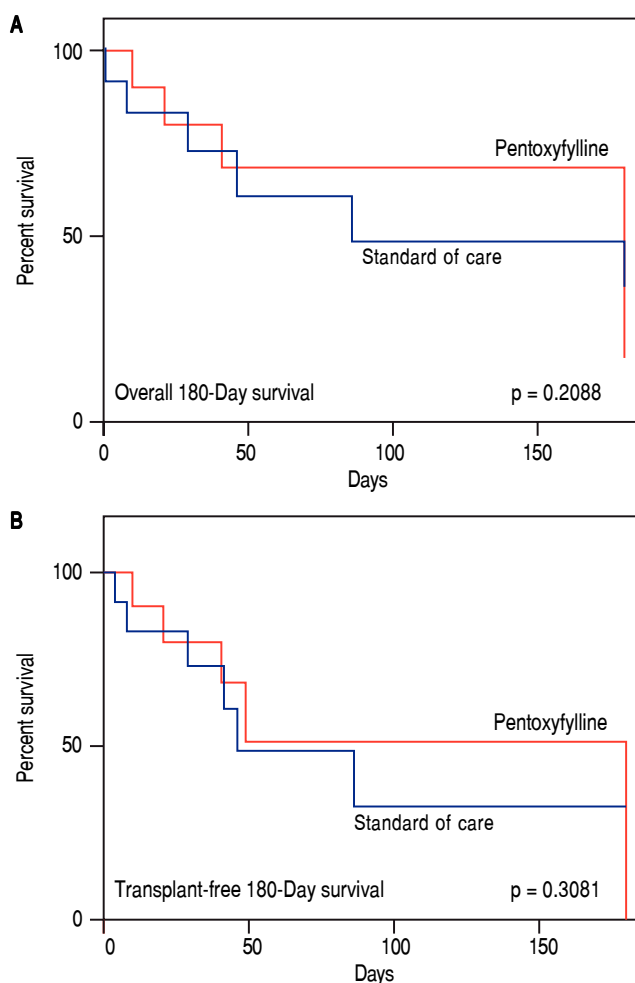 A
100
Percent survival
Pentoxyfylline
50
Standard of care
Overall 180-Day survival
p = 0.2088
0
0 50 100 150
Days
B
100
Percent survival
Pentoxyfylline
50
Standard of care
Transplant-free 180-Day survival
p = 0.3081
0
0 50 100 150
Days